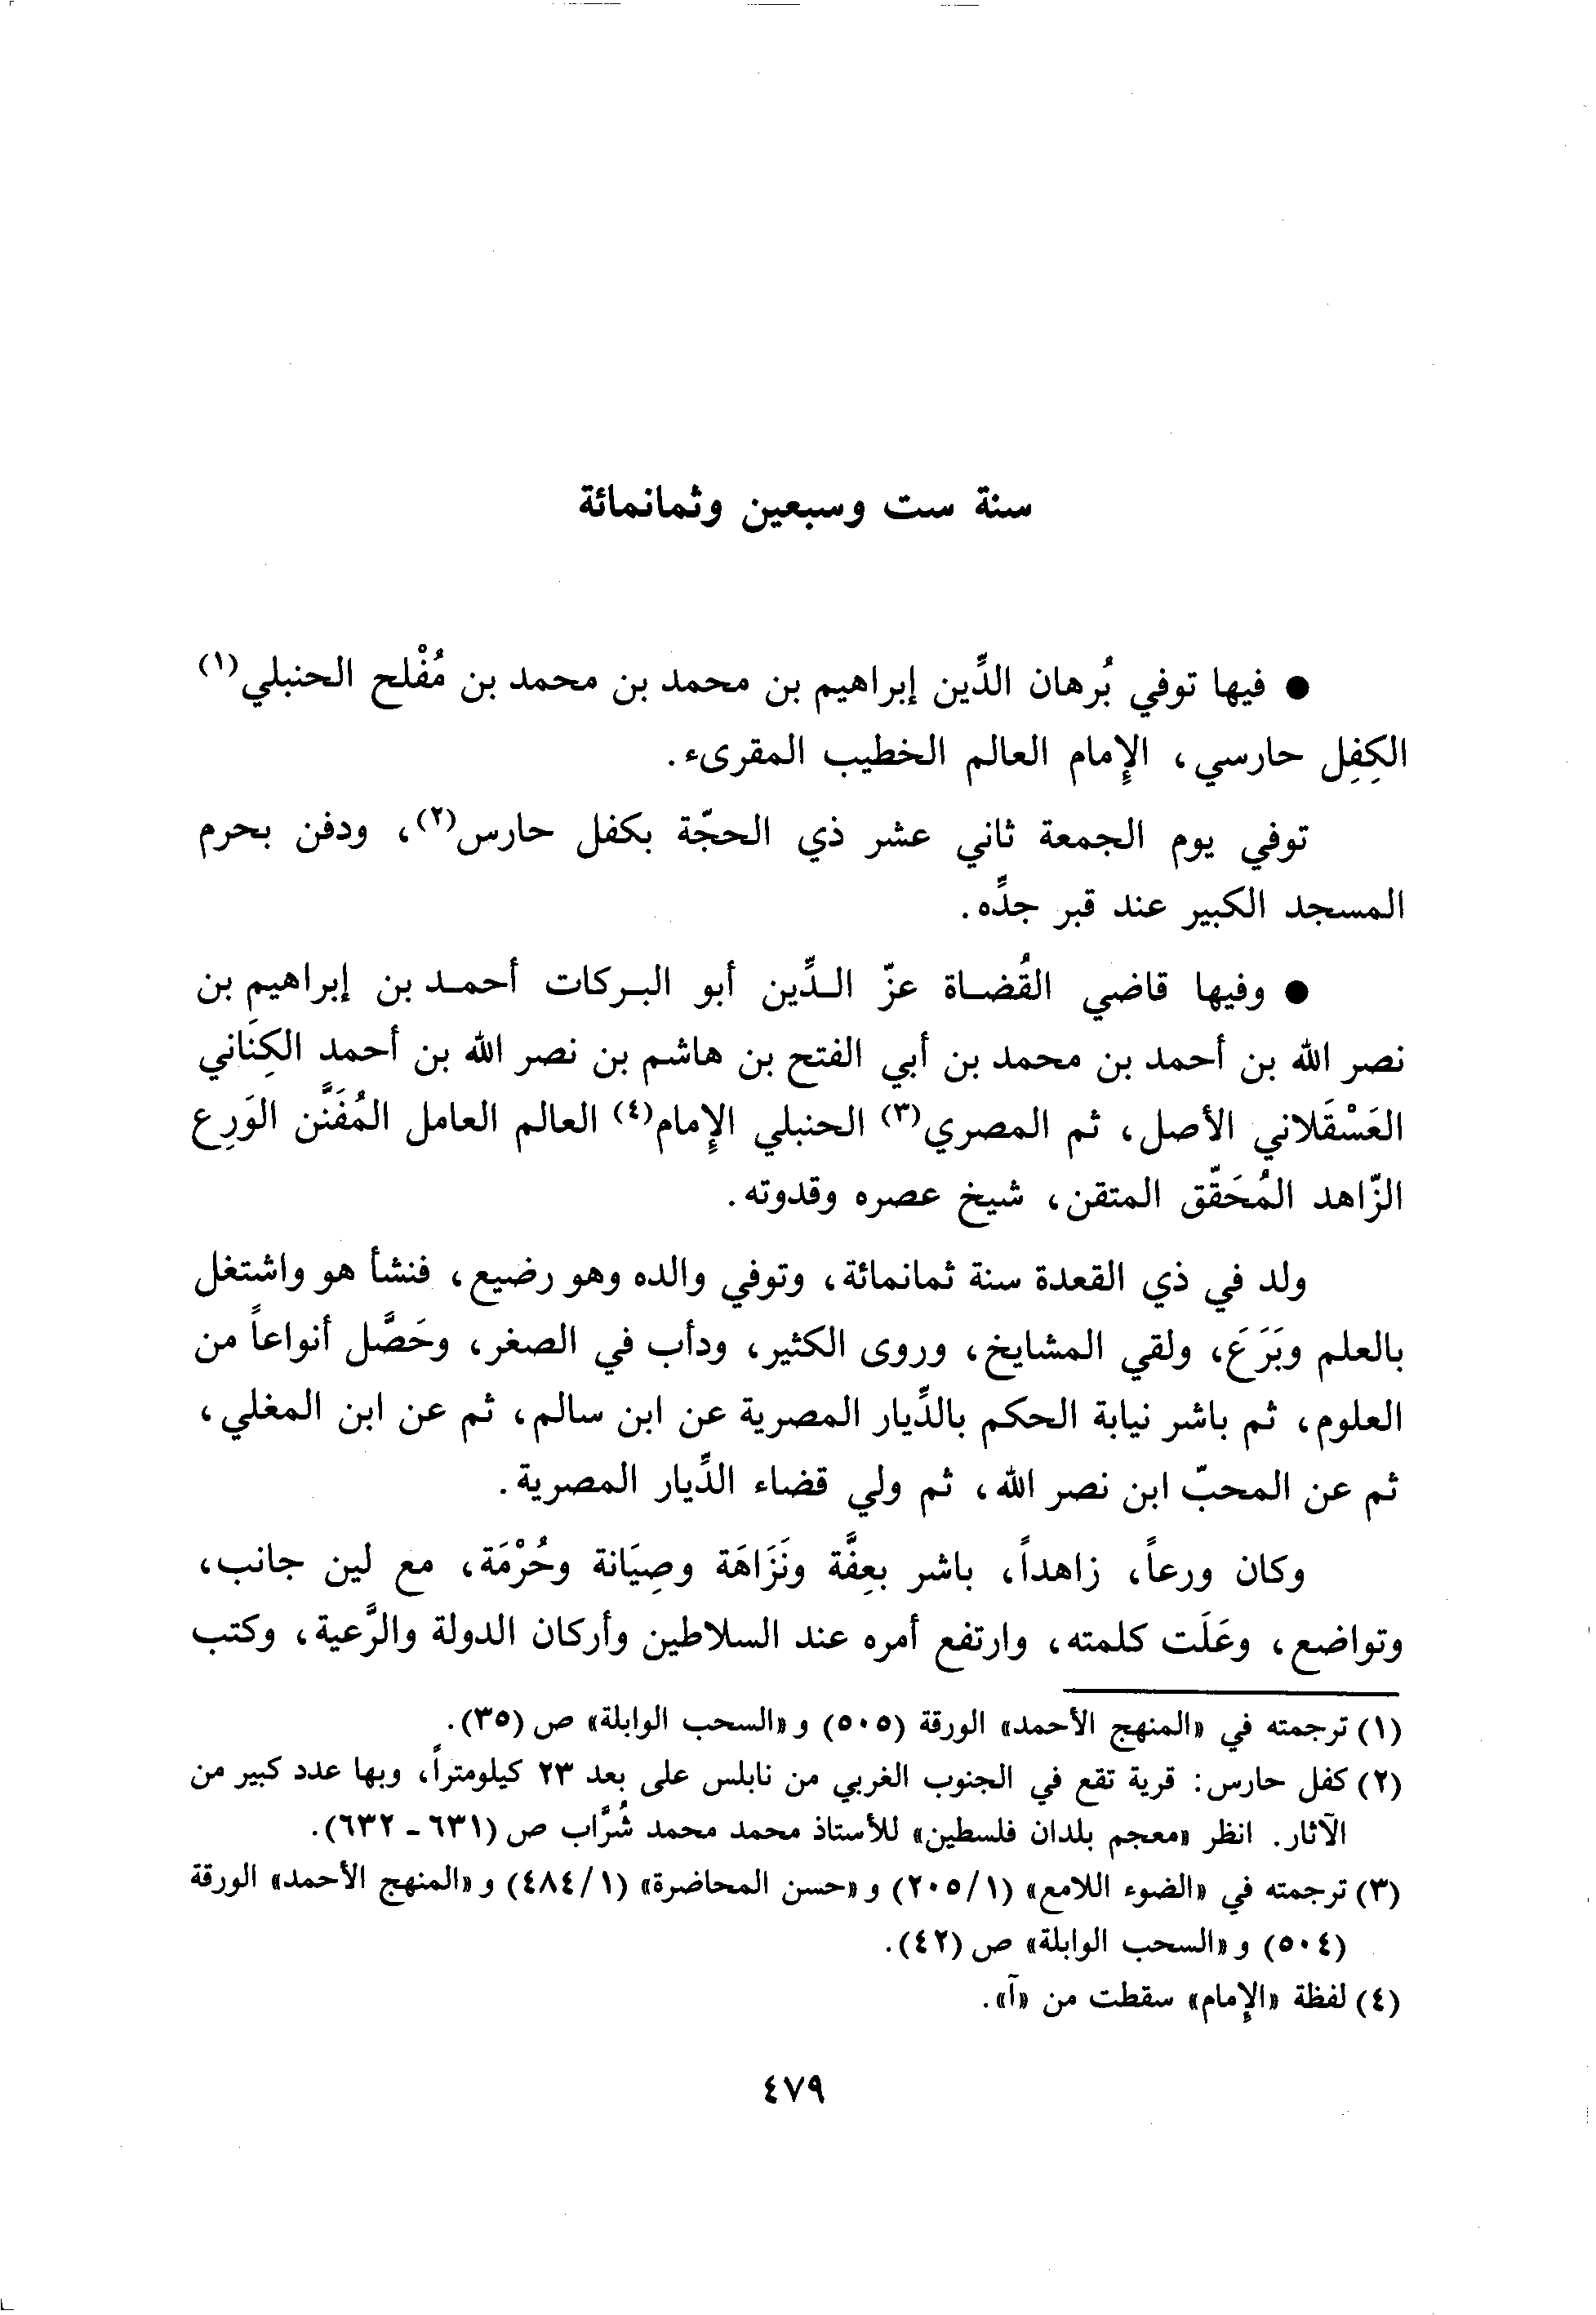 سنة ست وسبعين وثمانمائة
● فيها توفي بُرهان الدِّين إبراهيم بن محمد بن محمد بن مُفْلح الحنبلي(١)
الكِفِل حارسي، الإِمام العالم الخطيب المقرىء.
توفي يوم الجمعة ثاني عشر ذي الحجّة بكفل حارس(٢)، ودفن بحرم
المسجد الكبير عند قبر جدِّه.
● وفيها قاضي القُضاة عزّ الدِّين أبو البركات أحمد بن إبراهيم بن
نصر الله بن أحمد بن محمد بن أبي الفتح بن هاشم بن نصر الله بن أحمد الكِنَاني
العَسْقَلاني الأصل، ثم المصري(٣) الحنبلي الإِمام(٤) العالم العامل المُفَنَّن الوَرِع
الزّاهد المُحَقّق المتقن، شيخ عصره وقدوته.
ولد في ذي القعدة سنة ثمانمائة، وتوفي والده وهو رضيع، فنشأ هو واشتغل
بالعلم وبَرَعَ، ولقي المشايخ، وروى الكثير، ودأب في الصغر، وحَصَّل أنواعاً من
العلوم، ثم باشر نيابة الحكم بالدِّيار المصرية عن ابن سالم، ثم عن ابن المغلي،
ثم عن المحبّ ابن نصر الله، ثم ولي قضاء الدِّيار المصرية.
وكان ورعاً، زاهداً، باشر بعِفَّة ونَزَاهَة وصِيَانة وحُرْمَة، مع لين جانب،
وتواضع، وعَلَت كلمته، وارتفع أمره عند السلاطين وأركان الدولة والرَّعية، وكتب
(١) ترجمته في «المنهج الأحمد» الورقة (٥٠٥) و «السحب الوابلة» ص (٣٥).
(٢) كفل حارس: قرية تقع في الجنوب الغربي من نابلس على بعد ٢٣ كيلومتراً، وبها عدد كبير من
الآثار. انظر «معجم بلدان فلسطين» للأستاذ محمد محمد شُرَّاب ص (٦٣١ - ٦٣٢).
(٣) ترجمته في «الضوء اللامع» (٢٠٥/١) و «حسن المحاضرة» (٤٨٤/١) و «المنهج الأحمد» الورقة
(٥٠٤) و «السحب الوابلة» ص (٤٢).
(٤) لفظة «الإِمام» سقطت من «آ».
٤٧٩